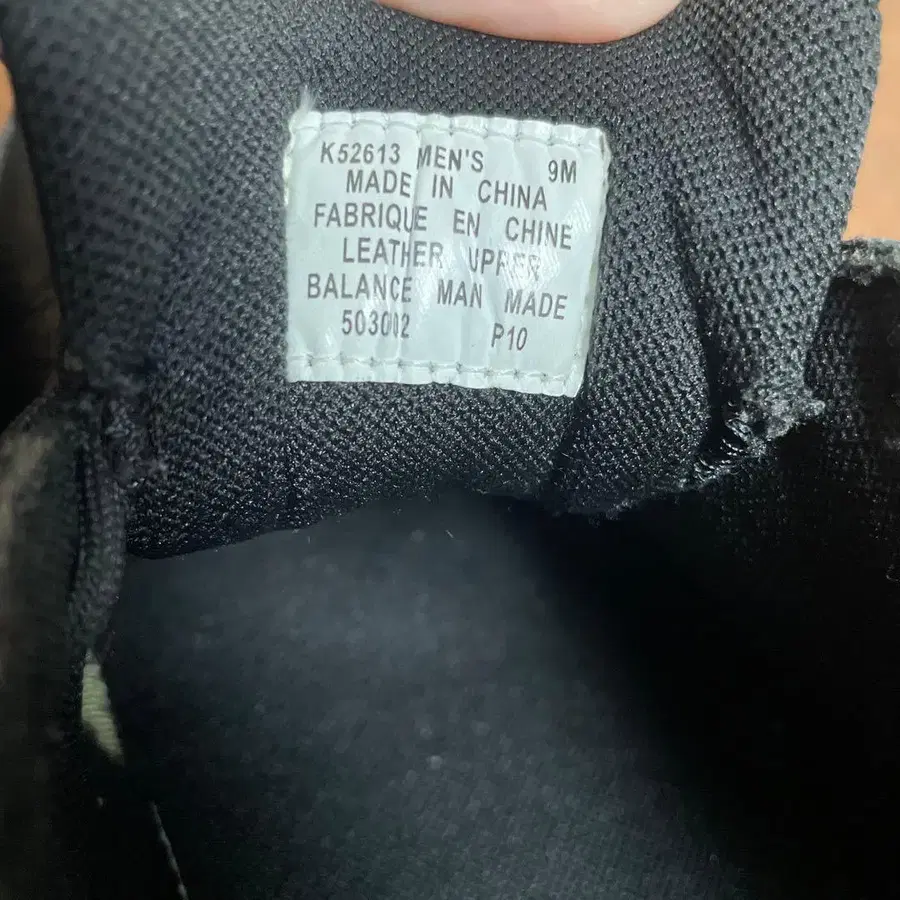 K52613 MEN'S 9M
MADE IN CHINA
FABRIQUE EN CHINE
LEATHER UPPER
BALANCE MAN MADE
503002 P10